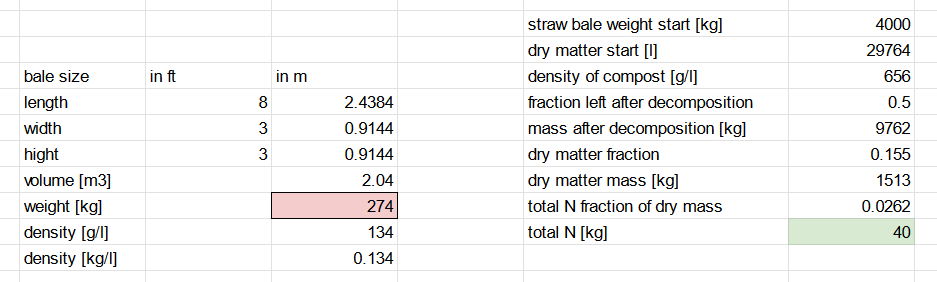 straw bale weight start [kg] 4000
dry matter start [l] 29764
bale size in ft in m density of compost [g/l] 656
length 8 2.4384 fraction left after decomposition 0.5
width 3 0.9144 mass after decomposition [kg] 9762
hight 3 0.9144 dry matter fraction 0.155
volume [m3] 2.04 dry matter mass [kg] 1513
weight [kg] 274 total N fraction of dry mass 0.0262
density [g/l] 134 total N [kg] 40
density [kg/l] 0.134